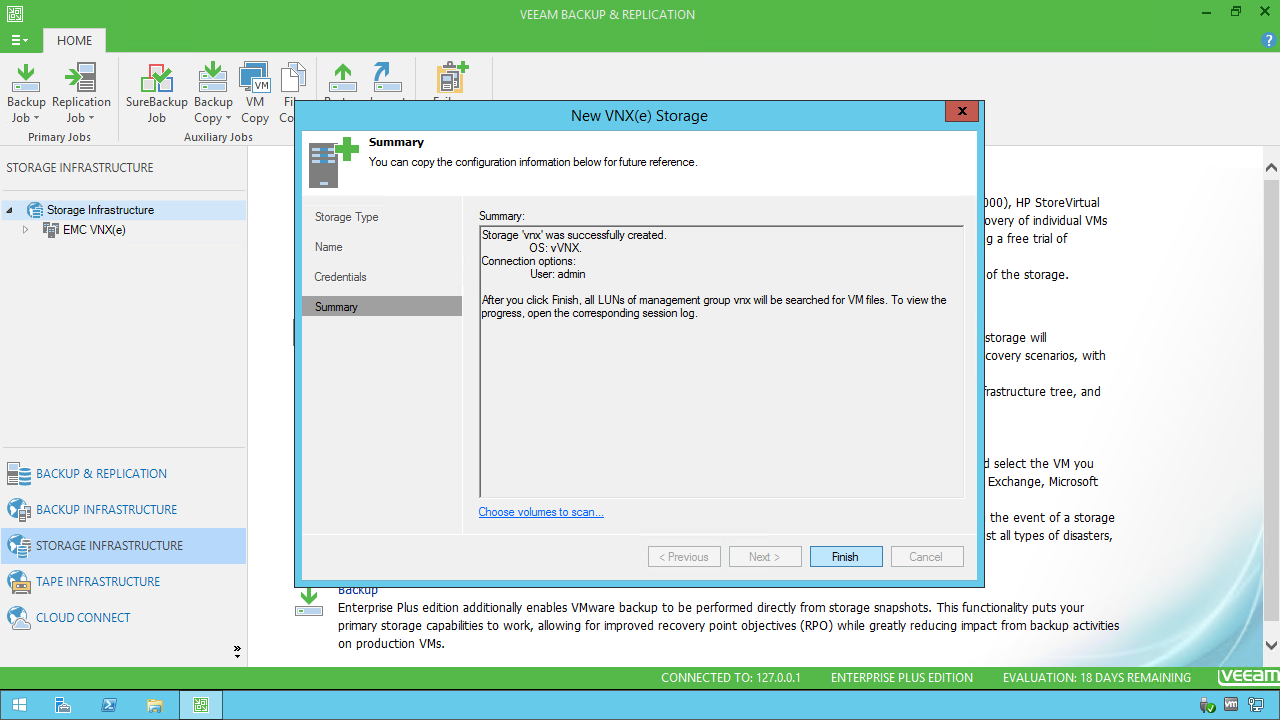 VEEAM BACKUP & REPLICATION
HOME
Backup Job
Replication Job
Primary Jobs
SureBackup Job
Backup Copy
VM Copy
VM
Auxiliary Jobs
STORAGE INFRASTRUCTURE
Storage Infrastructure
EMC VNX(e)
BACKUP & REPLICATION
BACKUP INFRASTRUCTURE
STORAGE INFRASTRUCTURE
TAPE INFRASTRUCTURE
CLOUD CONNECT
New VNX(e) Storage
Summary
You can copy the configuration information below for future reference.
Storage Type
Name
Credentials
Summary
Summary:
Storage 'vnx' was successfully created.
OS: vVNX.
Connection options:
User: admin
After you click Finish, all LUNs of management group vnx will be searched for VM files. To view the
progress, open the corresponding session log.
Choose volumes to scan...
< Previous
Next >
Finish
Cancel
000), HP StoreVirtual
overy of individual VMs
g a free trial of
of the storage.
storage will
covery scenarios, with
frastructure tree, and
d select the VM you
Exchange, Microsoft
the event of a storage
st all types of disasters,
Backup
Enterprise Plus edition additionally enables VMware backup to be performed directly from storage snapshots. This functionality puts your
primary storage capabilities to work, allowing for improved recovery point objectives (RPO) while greatly reducing impact from backup activities
on production VMs.
CONNECTED TO: 127.0.0.1
ENTERPRISE PLUS EDITION
EVALUATION: 18 DAYS REMAINING
veeam
vm